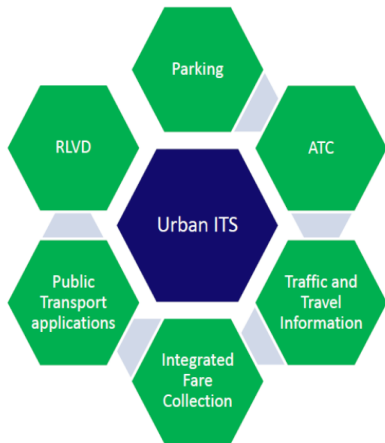 Parking
RLVD
ATC
Urban ITS
Public
Transport
applications
Traffic and
Travel
Information
Integrated
Fare
Collection